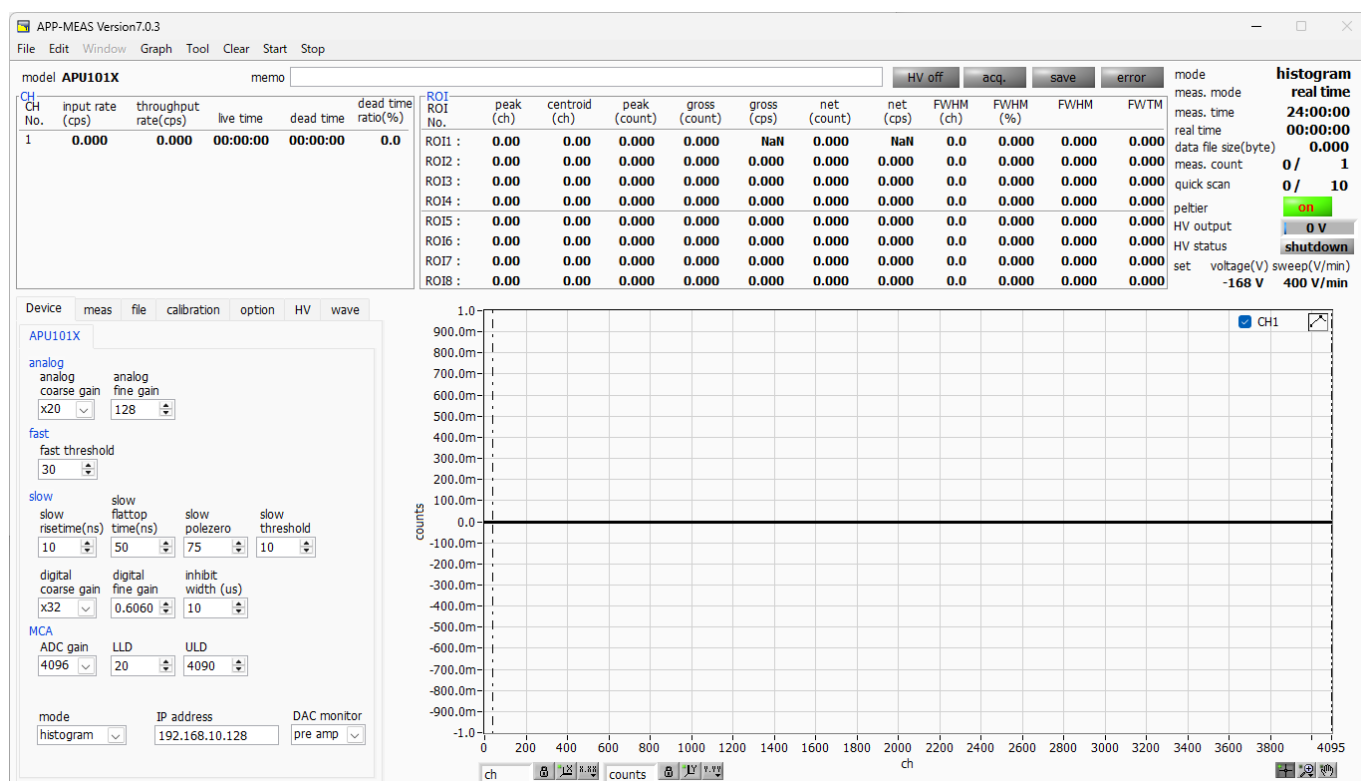 APP-MEAS Version7.0.3
File Edit Window Graph Tool Clear Start Stop
model APU101X memo HV off acq. save error
mode histogram
meas. mode real time
meas. time 24:00:00
real time 00:00:00
data file size(byte) 0.000
meas. count 0 / 1
quick scan 0 / 10
peltier on
HV output 0 V
HV status shutdown
set voltage(V) sweep(V/min)
-168 V 400 V/min
CH
CH No. input rate (cps) throughput rate(cps) live time dead time dead time ratio(%)
1 0.000 0.000 00:00:00 00:00:00 0.0
ROI
ROI No. peak (ch) centroid (ch) peak (count) gross (count) gross (cps) net (count) net (cps) FWHM (ch) FWHM (%) FWHM FWTM
ROI1 : 0.00 0.00 0.000 0.000 NaN 0.000 NaN 0.0 0.000 0.000 0.000
ROI2 : 0.00 0.00 0.000 0.000 0.000 0.000 0.000 0.0 0.000 0.000 0.000
ROI3 : 0.00 0.00 0.000 0.000 0.000 0.000 0.000 0.0 0.000 0.000 0.000
ROI4 : 0.00 0.00 0.000 0.000 0.000 0.000 0.000 0.0 0.000 0.000 0.000
ROI5 : 0.00 0.00 0.000 0.000 0.000 0.000 0.000 0.0 0.000 0.000 0.000
ROI6 : 0.00 0.00 0.000 0.000 0.000 0.000 0.000 0.0 0.000 0.000 0.000
ROI7 : 0.00 0.00 0.000 0.000 0.000 0.000 0.000 0.0 0.000 0.000 0.000
ROI8 : 0.00 0.00 0.000 0.000 0.000 0.000 0.000 0.0 0.000 0.000 0.000
Device meas file calibration option HV wave
APU101X
analog
analog coarse gain analog fine gain
x20 128
fast
fast threshold
30
slow
slow risetime(ns) slow flattop time(ns) slow polezero slow threshold
10 50 75 10
digital coarse gain digital fine gain inhibit width (us)
x32 0.6060 10
MCA
ADC gain LLD ULD
4096 20 4090
mode IP address DAC monitor
histogram 192.168.10.128 pre amp
CH1
counts
1.0
900.0m
800.0m
700.0m
600.0m
500.0m
400.0m
300.0m
200.0m
100.0m
0.0
-100.0m
-200.0m
-300.0m
-400.0m
-500.0m
-600.0m
-700.0m
-800.0m
-900.0m
-1.0
0 200 400 600 800 1000 1200 1400 1600 1800 2000 2200 2400 2600 2800 3000 3200 3400 3600 3800 4095
ch
ch X X.XX counts Y Y.YY